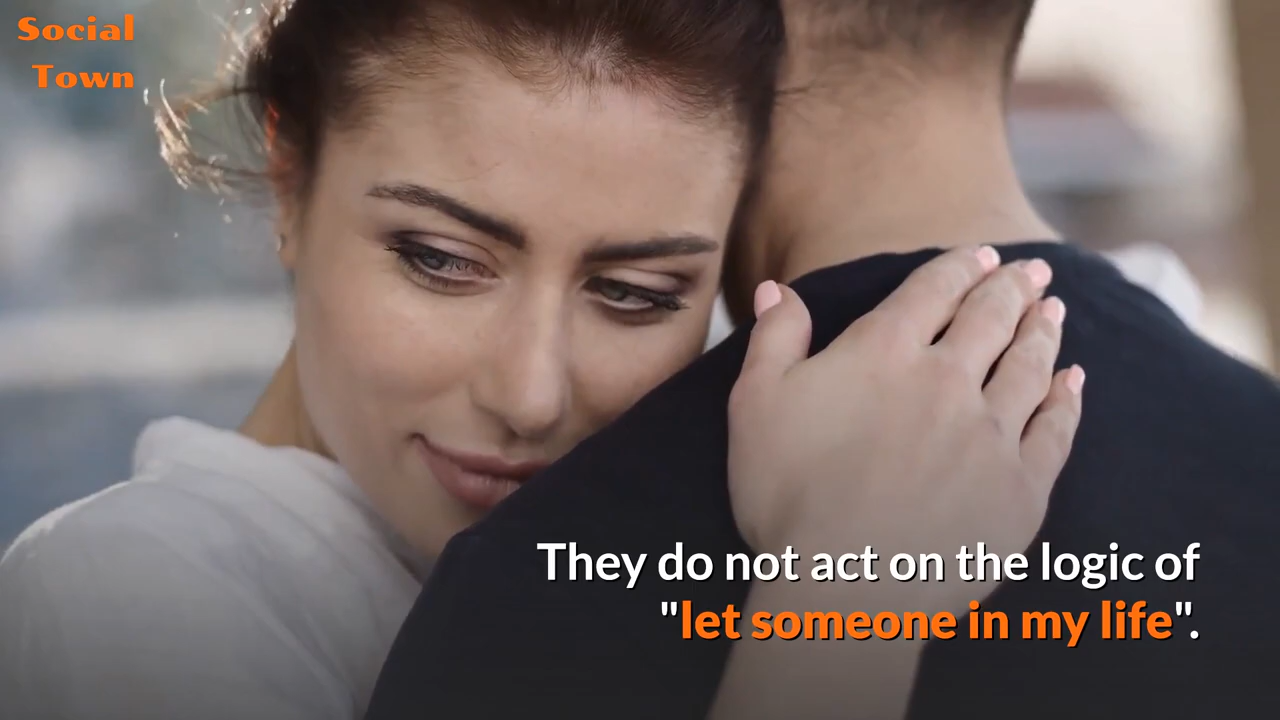 Social
Town
They do not act on the logic of
"let someone in my life".